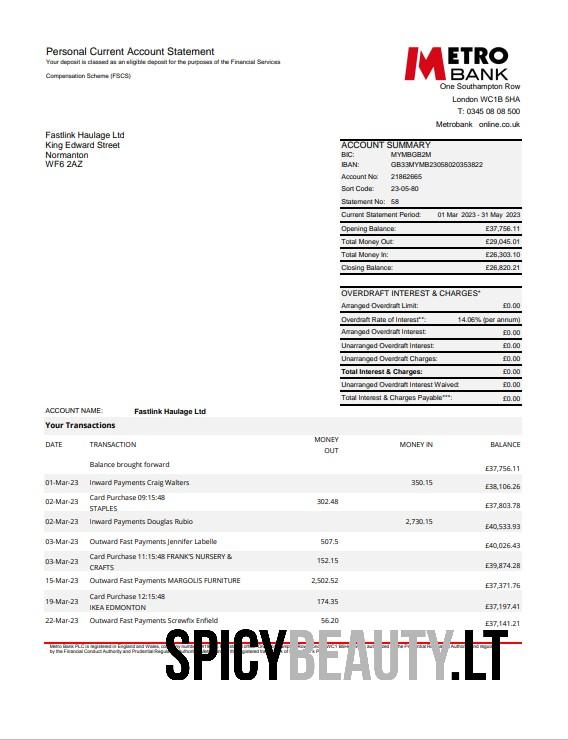 Personal Current Account Statement
Your deposit is classed as an eligible deposit for the purposes of the Financial Services
Compensation Scheme (FSCS)
METRO
BANK
One Southampton Row
London WC1B 5HA
T: 0345 08 08 500
Metrobank online.co.uk
Fastlink Haulage Ltd
King Edward Street
Normanton
WF6 2AZ
ACCOUNT SUMMARY
BIC: MYMBGB2M
IBAN: GB33MYMB23058020353822
Account No: 21862665
Sort Code: 23-05-80
Statement No: 58
Current Statement Period: 01 Mar 2023 - 31 May 2023
Opening Balance: £37,756.11
Total Money Out: £29,045.01
Total Money In: £26,303.10
Closing Balance: £26,820.21
OVERDRAFT INTEREST & CHARGES*
Arranged Overdraft Limit: £0.00
Overdraft Rate of Interest**: 14.06% (per annum)
Arranged Overdraft Interest: £0.00
Unarranged Overdraft Interest: £0.00
Unarranged Overdraft Charges: £0.00
Total Interest & Charges: £0.00
Unarranged Overdraft Interest Waived: £0.00
Total Interest & Charges Payable***: £0.00
ACCOUNT NAME: Fastlink Haulage Ltd
Your Transactions
DATE TRANSACTION MONEY OUT MONEY IN BALANCE
Balance brought forward £37,756.11
01-Mar-23 Inward Payments Craig Walters 350.15 £38,106.26
02-Mar-23 Card Purchase 09:15:48 STAPLES 302.48 £37,803.78
02-Mar-23 Inward Payments Douglas Rubio 2,730.15 £40,533.93
03-Mar-23 Outward Fast Payments Jennifer Labelle 507.5 £40,026.43
03-Mar-23 Card Purchase 11:15:48 FRANK'S NURSERY & CRAFTS 152.15 £39,874.28
15-Mar-23 Outward Fast Payments MARGOLIS FURNITURE 2,502.52 £37,371.76
19-Mar-23 Card Purchase 12:15:48 IKEA EDMONTON 174.35 £37,197.41
22-Mar-23 Outward Fast Payments Screwfix Enfield 56.20 £37,141.21
Metro Bank PLC is registered in England and Wales,
by the Financial Conduct Authority and Prudential
SPICYBEAUTY.LT